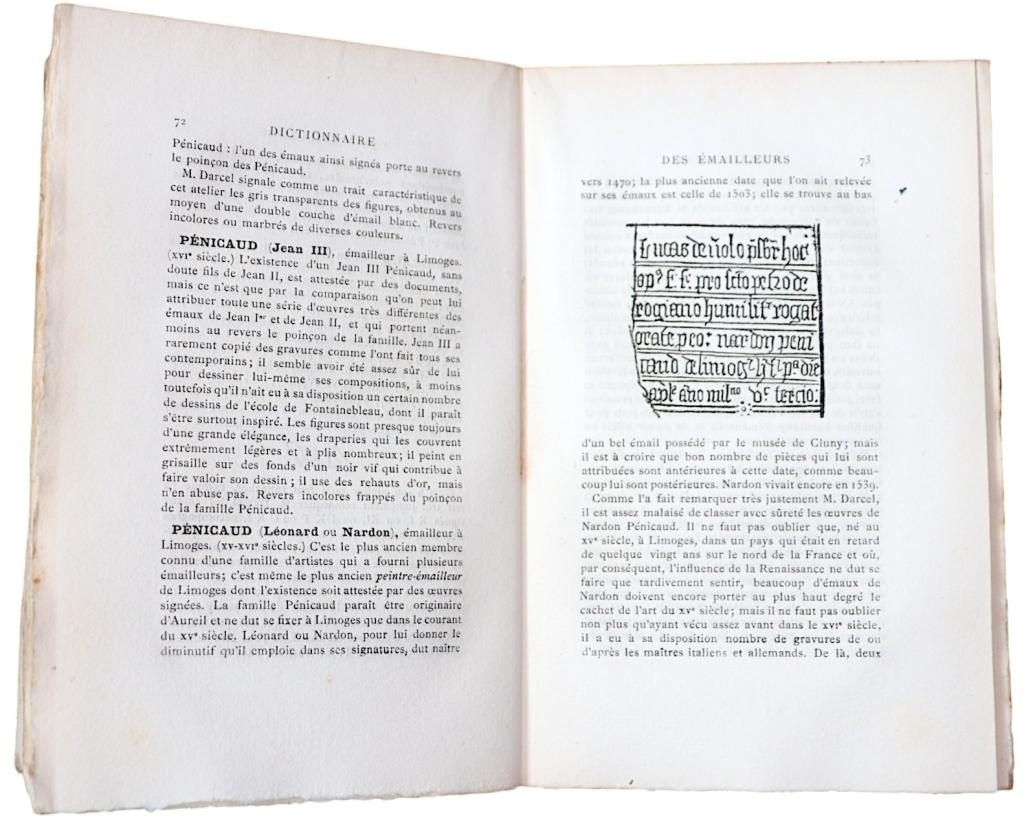 72
DICTIONNAIRE
Pénicaud : l'un des émaux ainsi signés porte au revers
le poinçon des Pénicaud.
M. Darcel signale comme un trait caractéristique de
cet atelier les gris transparents des figures, obtenus au
moyen d'une double couche d'émail blanc. Revers
incolores ou marbrés de diverses couleurs.
PÉNICAUD (Jean III), émailleur à Limoges.
(XVIᵉ siècle.) L'existence d'un Jean III Pénicaud, sans
doute fils de Jean II, est attestée par des documents,
mais ce n'est que par la comparaison qu'on peut lui
attribuer toute une série d'œuvres très différentes des
émaux de Jean Iᵉʳ et de Jean II, et qui portent néan-
moins au revers le poinçon de la famille. Jean III a
rarement copié des gravures comme l'ont fait tous ses
contemporains; il semble avoir été assez sûr de lui
pour dessiner lui-même ses compositions, à moins
toutefois qu'il n'ait eu à sa disposition un certain nombre
de dessins de l'école de Fontainebleau, dont il paraît
s'être surtout inspiré. Les figures sont presque toujours
d'une grande élégance, les draperies qui les couvrent
extrêmement légères et à plis nombreux; il peint en
grisaille sur des fonds d'un noir vif qui contribue à
faire valoir son dessin; il use des rehauts d'or, mais
n'en abuse pas. Revers incolores frappés du poinçon
de la famille Pénicaud.
PÉNICAUD (Léonard ou Nardon), émailleur à
Limoges. (XV-XVIᵉ siècles.) C'est le plus ancien membre
connu d'une famille d'artistes qui a fourni plusieurs
émailleurs; c'est même le plus ancien peintre-émailleur
de Limoges dont l'existence soit attestée par des œuvres
signées. La famille Pénicaud paraît être originaire
d'Aureil et ne dut se fixer à Limoges que dans le courant
du XVᵉ siècle. Léonard ou Nardon, pour lui donner le
diminutif qu'il emploie dans ses signatures, dut naître
DES ÉMAILLEURS
73
vers 1470; la plus ancienne date que l'on ait relevée
sur ses émaux est celle de 1503; elle se trouve au bas
hoc
pro
humilit rogat
orate nardon peni
die
tercio:
d'un bel émail possédé par le musée de Cluny; mais
il est à croire que bon nombre de pièces qui lui sont
attribuées sont antérieures à cette date, comme beau-
coup lui sont postérieures. Nardon vivait encore en 1539.
Comme l'a fait remarquer très justement M. Darcel,
il est assez malaisé de classer avec sûreté les œuvres de
Nardon Pénicaud. Il ne faut pas oublier que, né au
XVᵉ siècle, à Limoges, dans un pays qui était en retard
de quelque vingt ans sur le nord de la France et où,
par conséquent, l'influence de la Renaissance ne dut se
faire que tardivement sentir, beaucoup d'émaux de
Nardon doivent encore porter au plus haut degré le
cachet de l'art du XVᵉ siècle; mais il ne faut pas oublier
non plus qu'ayant vécu assez avant dans le XVIᵉ siècle,
il a eu à sa disposition nombre de gravures de ou
d'après les maîtres italiens et allemands. De là, deux